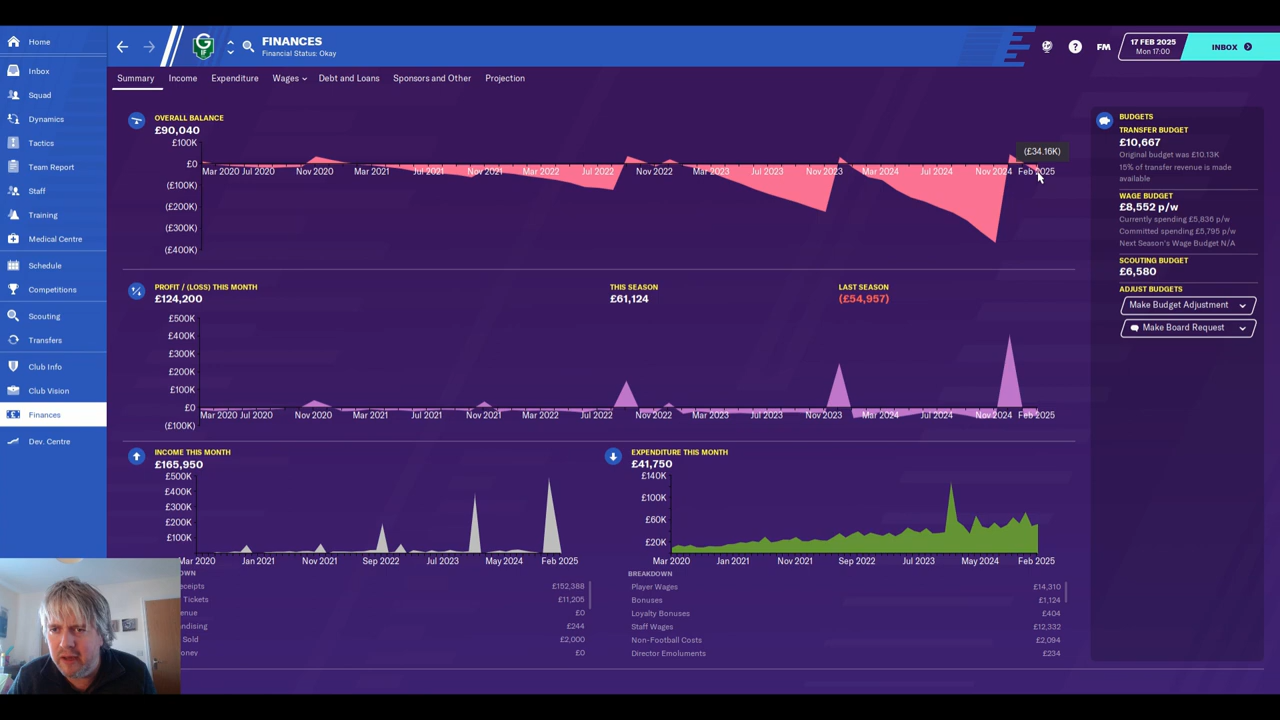 Home
Inbox
Squad
Dynamics
Tactics
Team Report
Staff
Training
Medical Centre
Schedule
Competitions
Scouting
Transfers
Club Info
Club Vision
Finances
Dev. Centre
G
IF
FINANCES
Financial Status: Okay
?
FM
17 FEB 2025
Mon 17:00
INBOX
Summary
Income
Expenditure
Wages
Debt and Loans
Sponsors and Other
Projection
OVERALL BALANCE
£90,040
£100K
£0
(£100K)
(£200K)
(£300K)
(£400K)
Mar 2020 Jul 2020 Nov 2020 Mar 2021 Jul 2021 Nov 2021 Mar 2022 Jul 2022 Nov 2022 Mar 2023 Jul 2023 Nov 2023 Mar 2024 Jul 2024 Nov 2024 Feb 2025
(£34.16K)
PROFIT / (LOSS) THIS MONTH
£124,200
THIS SEASON
£61,124
LAST SEASON
(£54,957)
£500K
£400K
£300K
£200K
£100K
£0
(£100K)
Mar 2020 Jul 2020 Nov 2020 Mar 2021 Jul 2021 Nov 2021 Mar 2022 Jul 2022 Nov 2022 Mar 2023 Jul 2023 Nov 2023 Mar 2024 Jul 2024 Nov 2024 Feb 2025
INCOME THIS MONTH
£165,950
£500K
£400K
£300K
£200K
£100K
Mar 2020 Jan 2021 Nov 2021 Sep 2022 Jul 2023 May 2024 Feb 2025
eceipts £152,388
Tickets £11,205
enue £0
andising £244
Sold £2,000
oney £0
EXPENDITURE THIS MONTH
£41,750
£140K
£100K
£60K
£20K
Mar 2020 Jan 2021 Nov 2021 Sep 2022 Jul 2023 May 2024 Feb 2025
BREAKDOWN
Player Wages £14,310
Bonuses £1,124
Loyalty Bonuses £404
Staff Wages £12,332
Non-Football Costs £2,094
Director Emoluments £234
BUDGETS
TRANSFER BUDGET
£10,667
Original budget was £10.13K
15% of transfer revenue is made
available
WAGE BUDGET
£8,552 p/w
Currently spending £5,836 p/w
Committed spending £5,795 p/w
Next Season's Wage Budget N/A
SCOUTING BUDGET
£6,580
ADJUST BUDGETS
Make Budget Adjustment
Make Board Request